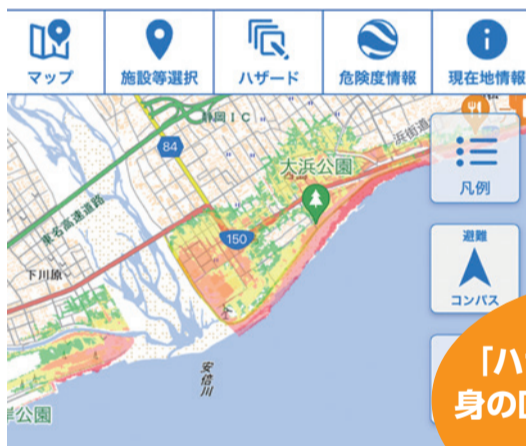 マップ
施設等選択
ハザード
危険度情報
現在地情報
静岡IC
84
浜街道
大浜公園
凡例
東名高速道路
150
避難
コンパス
下川原
安倍川
「ハ
身の
公園